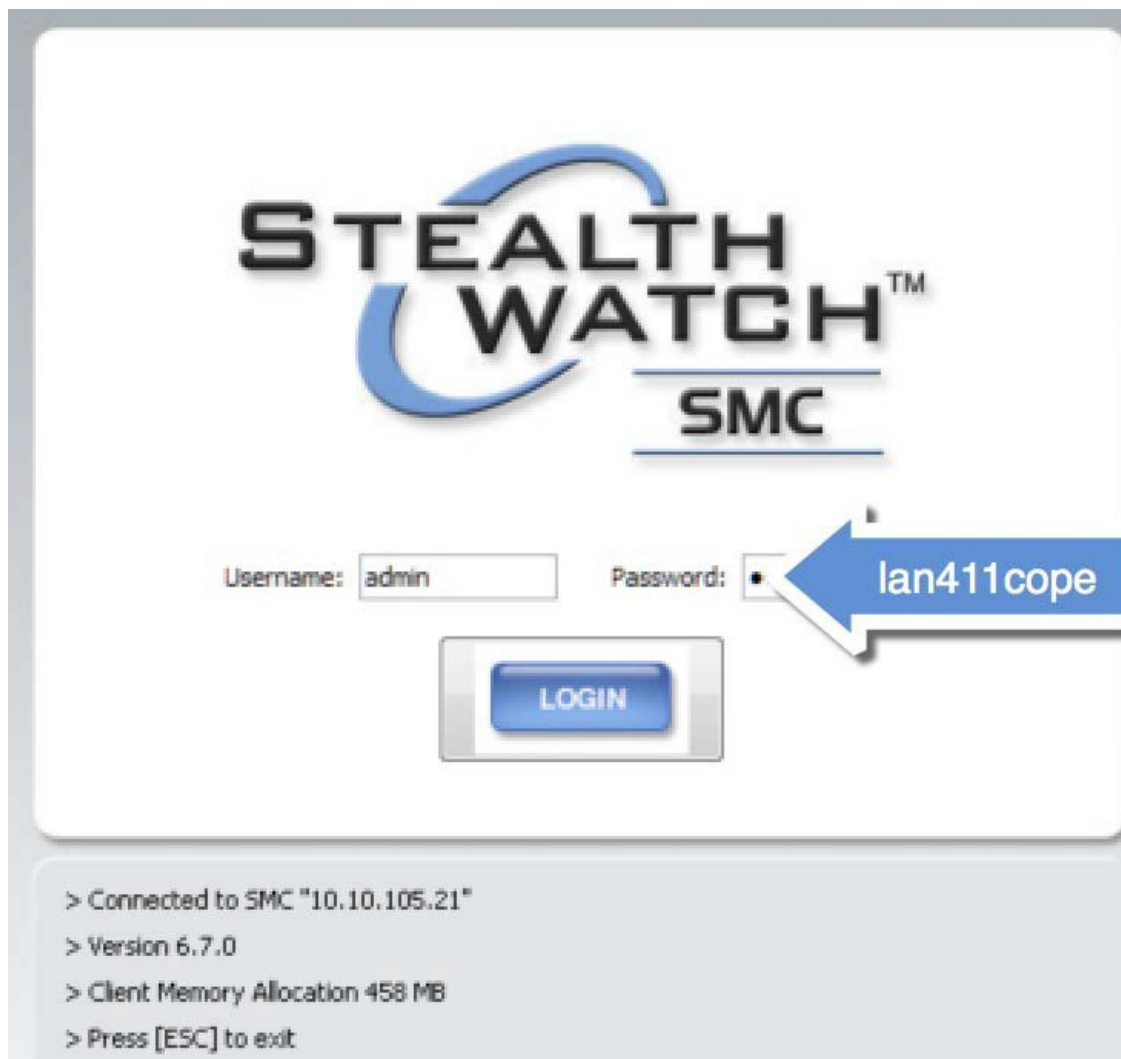 STEALTH
WATCH™
SMC
Username: admin Password: • lan411cope
LOGIN
> Connected to SMC "10.10.105.21"
> Version 6.7.0
> Client Memory Allocation 458 MB
> Press [ESC] to exit